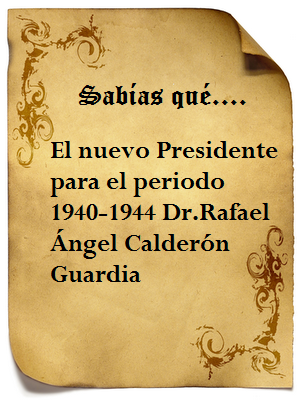 Sabías qué....
El nuevo Presidente
para el periodo
1940-1944 Dr.Rafael
Ángel Calderón
Guardia